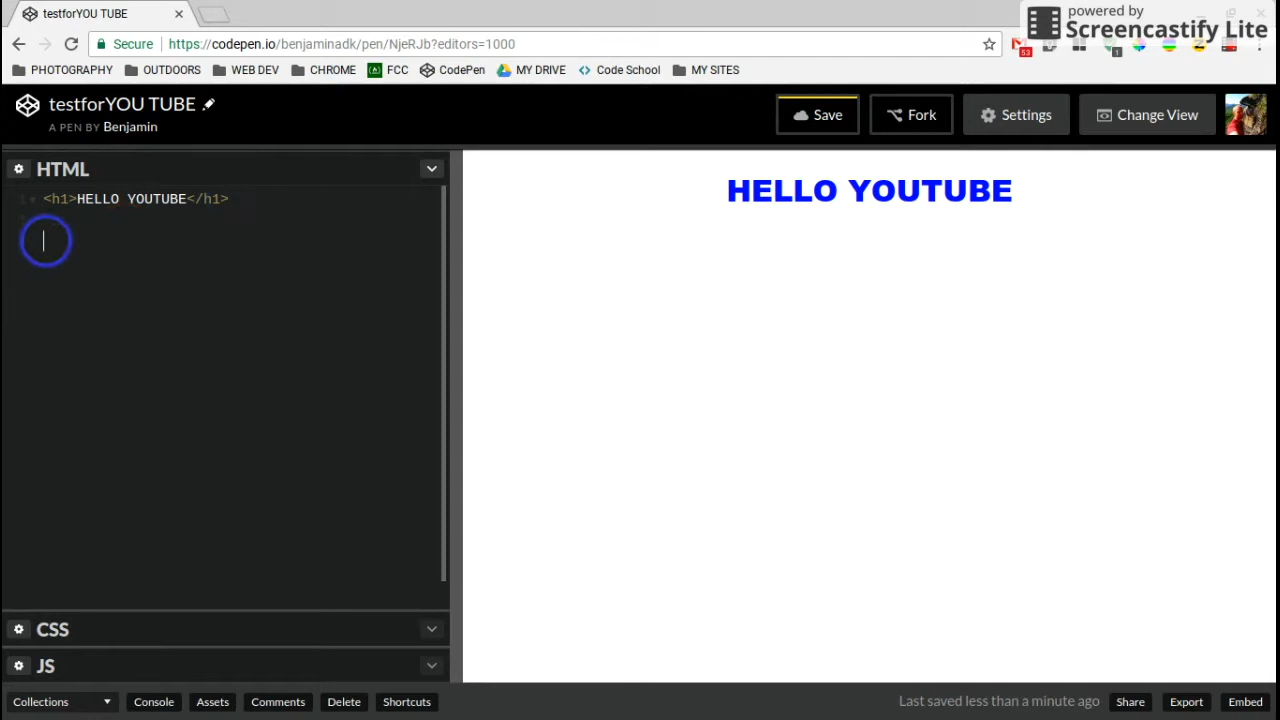 testforYOU TUBE
powered by
Screencastify Lite
Secure
https://codepen.io/benjaminadk/pen/NjeRJb?editors=1000
53
1
PHOTOGRAPHY
OUTDOORS
WEB DEV
CHROME
FCC
CodePen
MY DRIVE
Code School
MY SITES
testforYOU TUBE
A PEN BY Benjamin
Save
Fork
Settings
Change View
HTML
1 <h1>HELLO YOUTUBE</h1>
HELLO YOUTUBE
CSS
JS
Collections
Console
Assets
Comments
Delete
Shortcuts
Last saved less than a minute ago
Share
Export
Embed